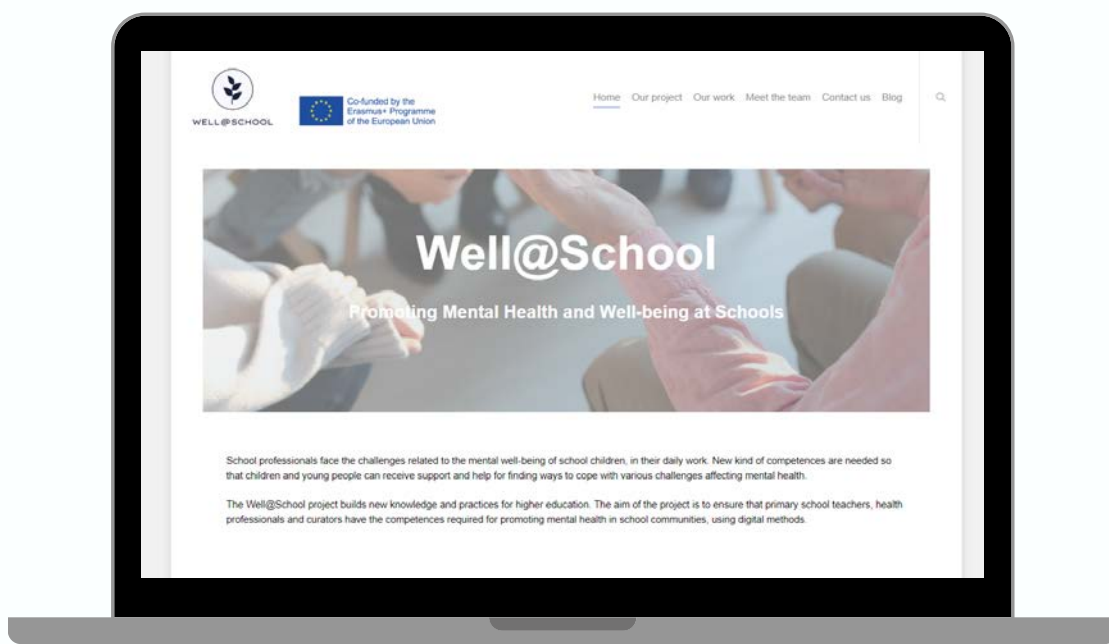 WELL@SCHOOL
Co-funded by the
Erasmus+ Programme
of the European Union
Home Our project Our work Meet the team Contact us Blog
Well@School
Promoting Mental Health and Well-being at Schools
School professionals face the challenges related to the mental well-being of school children, in their daily work. New kind of competences are needed so
that children and young people can receive support and help for finding ways to cope with various challenges affecting mental health.
The Well@School project builds new knowledge and practices for higher education. The aim of the project is to ensure that primary school teachers, health
professionals and curators have the competences required for promoting mental health in school communities, using digital methods.